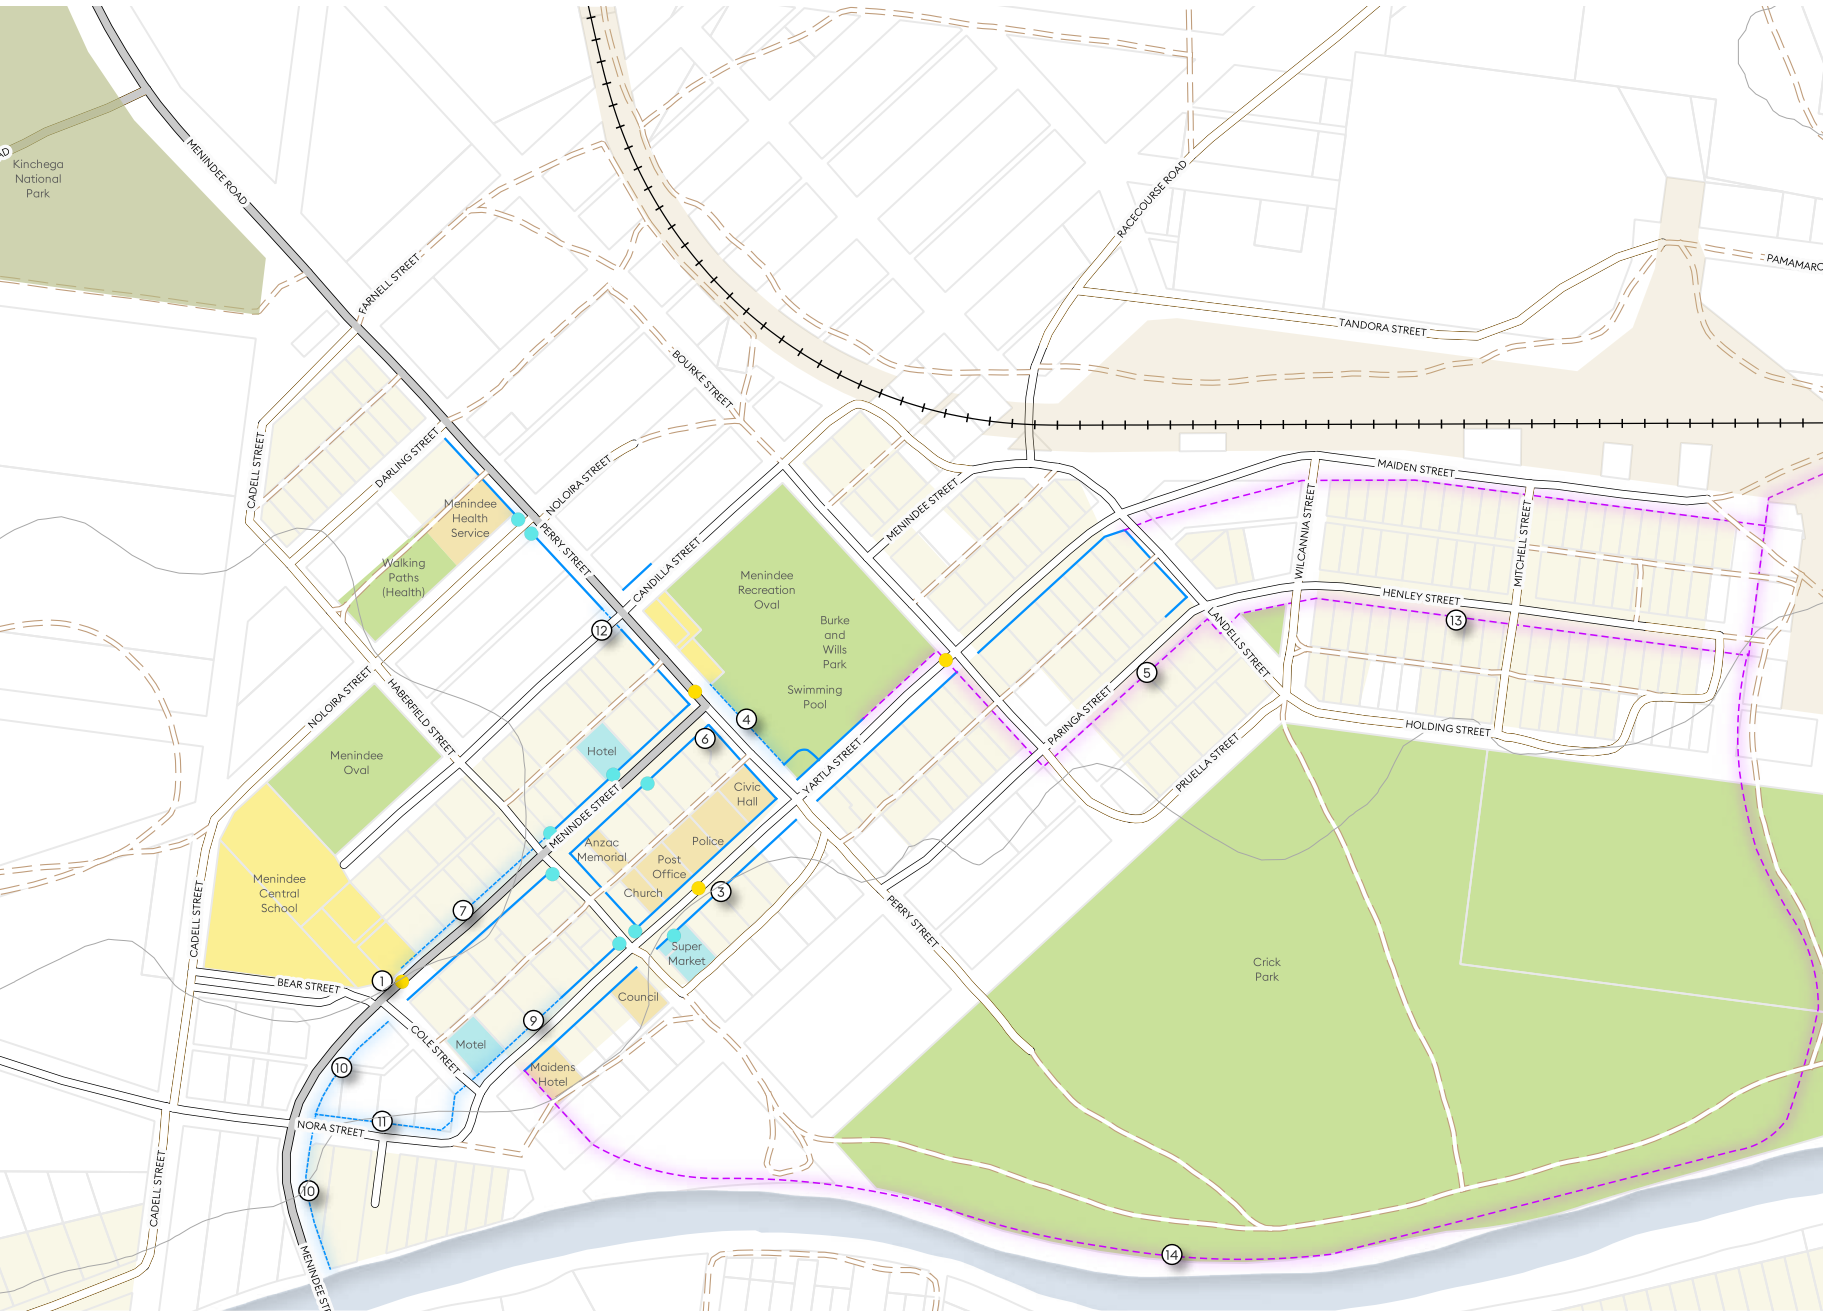 MENINDEE ROAD
AD
Kinchega
National
Park
RACECOURSE ROAD
FARNELL STREET
PAMAMARO
TANDORA STREET
BOURKE STREET
CADELL STREET
DARLING STREET
NOLOIRA STREET
MAIDEN STREET
Menindee
Health
Service
MENINDEE STREET
PERRY STREET
WILCANNIA STREET
MITCHELL STREET
CANDILLA STREET
Walking
Paths
(Health)
Menindee
Recreation
Oval
HENLEY STREET
13
12
Burke
and
Wills
Park
LANDELLS STREET
5
NOLOIRA STREET
HABERFIELD STREET
Swimming
Pool
PARINGA STREET
4
HOLDING STREET
6
Hotel
Menindee
Oval
YARTLA STREET
PRUELLA STREET
Civic
Hall
MENINDEE STREET
Police
Anzac
Memorial
Post
Office
Church
3
Menindee
Central
School
7
CADELL STREET
PERRY STREET
Super
Market
Crick
Park
1
BEAR STREET
Council
9
COLE STREET
Motel
10
Maidens
Hotel
11
NORA STREET
10
CADELL STREET
14
MENINDEE STR